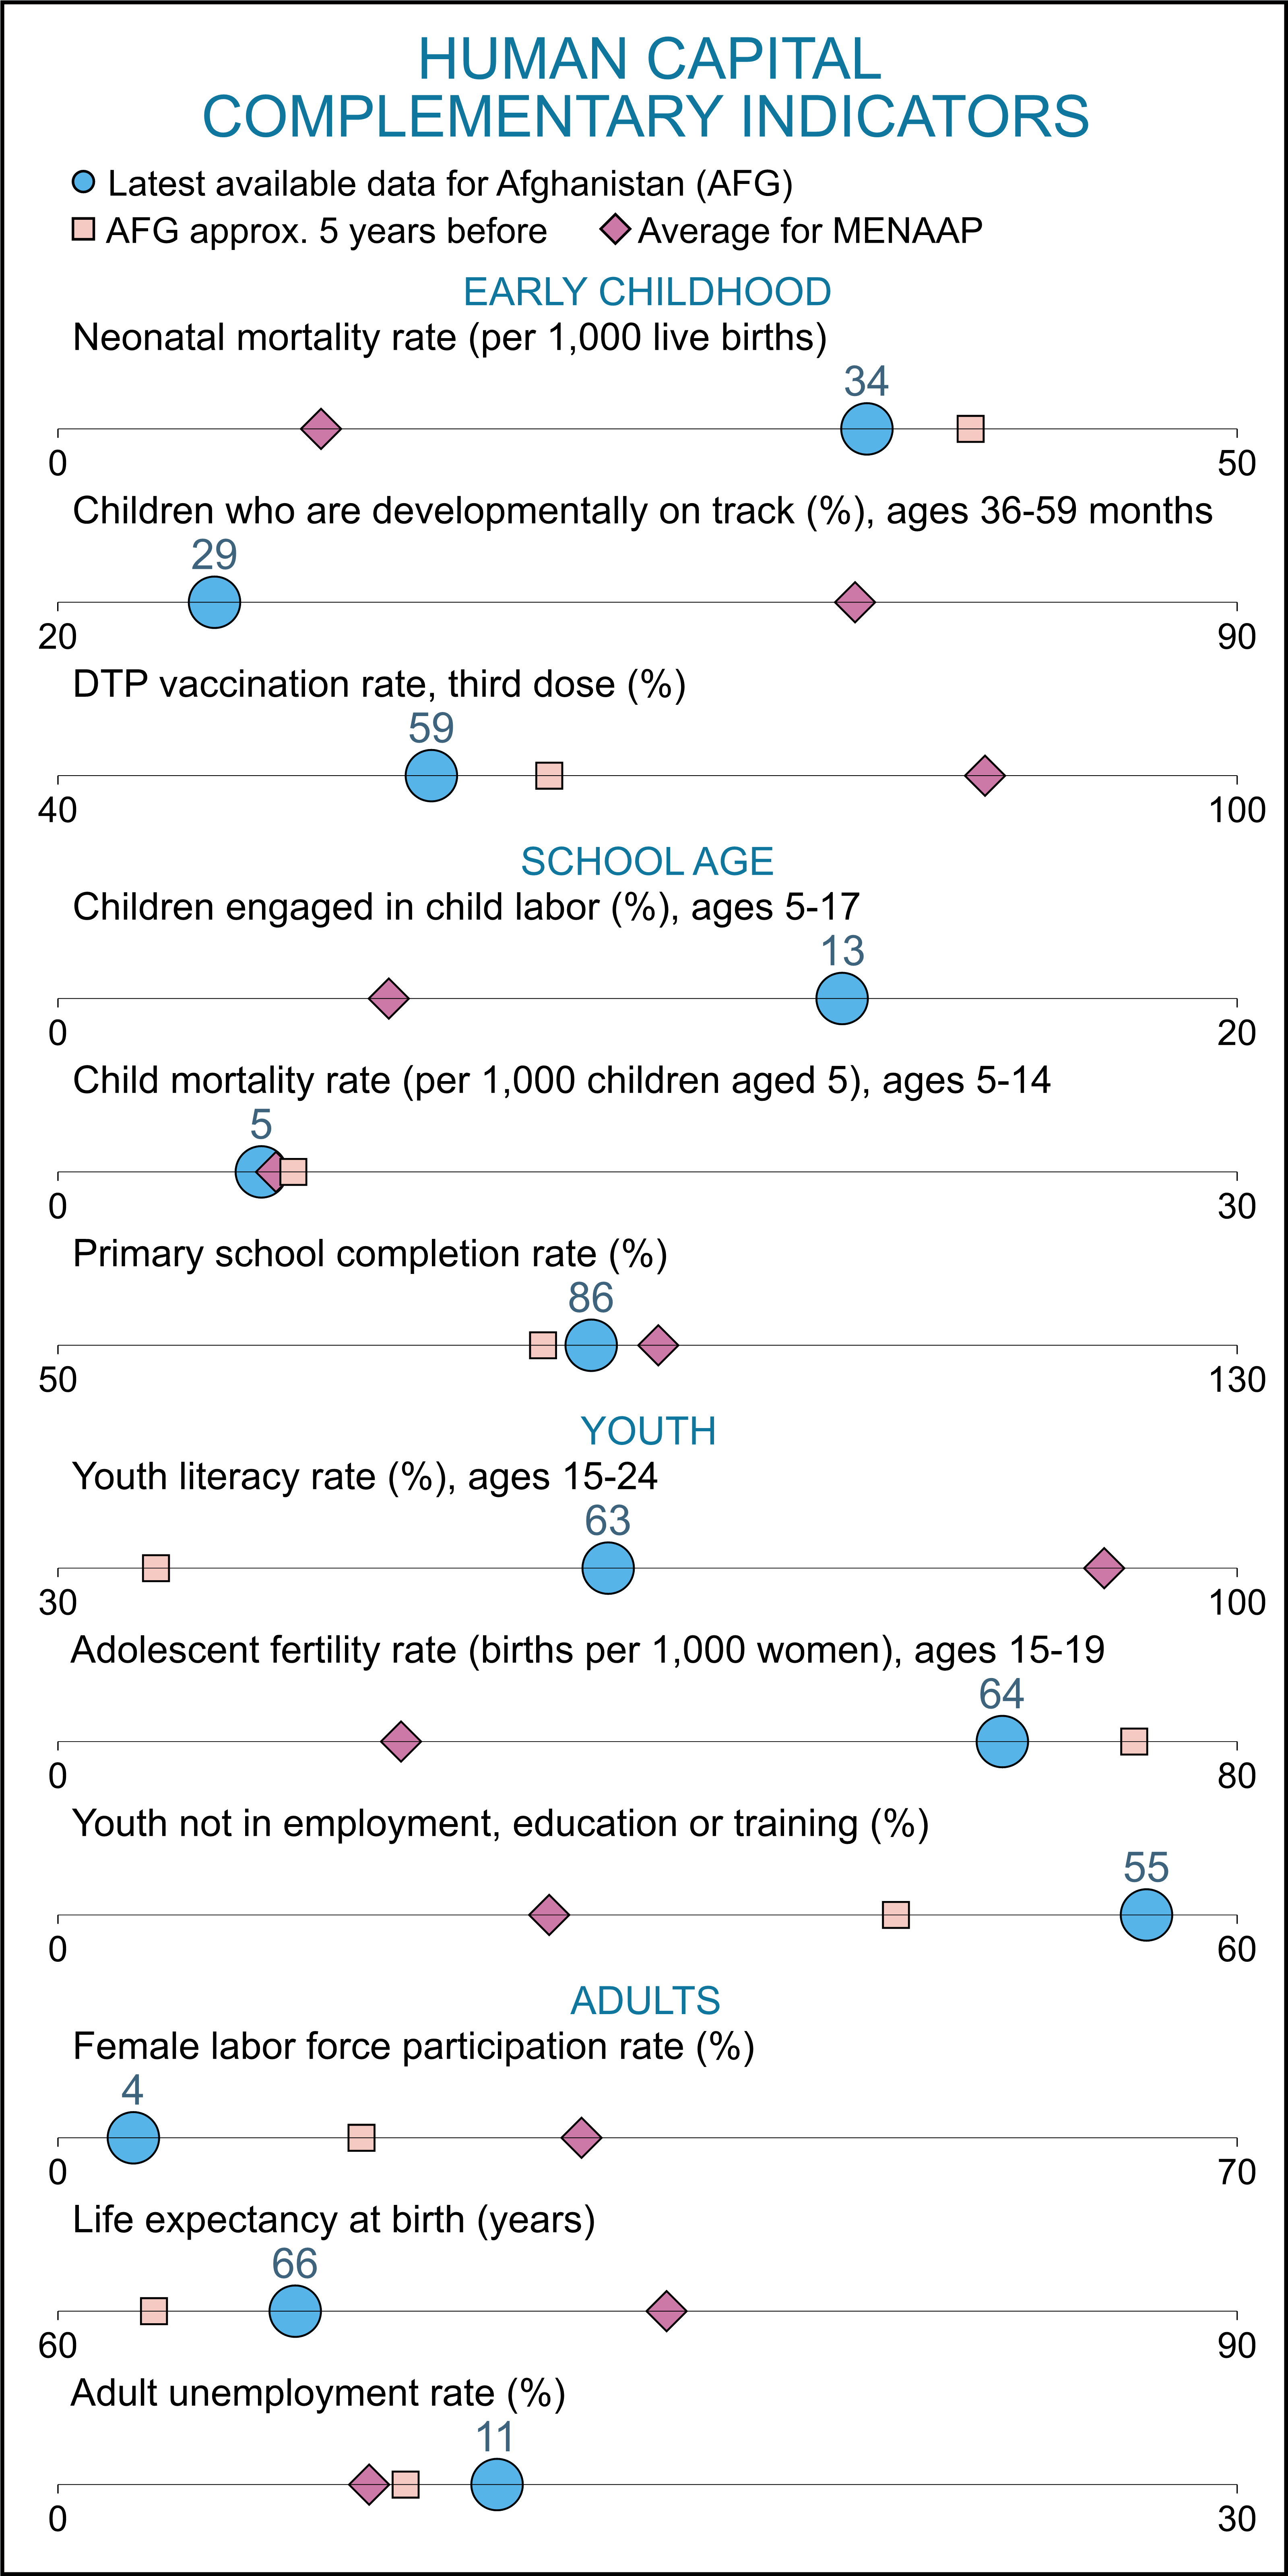 HUMAN CAPITAL
COMPLEMENTARY INDICATORS
Latest available data for Afghanistan (AFG)
AFG approx. 5 years before Average for MENAAP
EARLY CHILDHOOD
Neonatal mortality rate (per 1,000 live births)
34
0 50
Children who are developmentally on track (%), ages 36-59 months
29
20 90
DTP vaccination rate, third dose (%)
59
40 100
SCHOOL AGE
Children engaged in child labor (%), ages 5-17
13
0 20
Child mortality rate (per 1,000 children aged 5), ages 5-14
5
0 30
Primary school completion rate (%)
86
50 130
YOUTH
Youth literacy rate (%), ages 15-24
63
30 100
Adolescent fertility rate (births per 1,000 women), ages 15-19
64
0 80
Youth not in employment, education or training (%)
55
0 60
ADULTS
Female labor force participation rate (%)
4
0 70
Life expectancy at birth (years)
66
60 90
Adult unemployment rate (%)
11
0 30